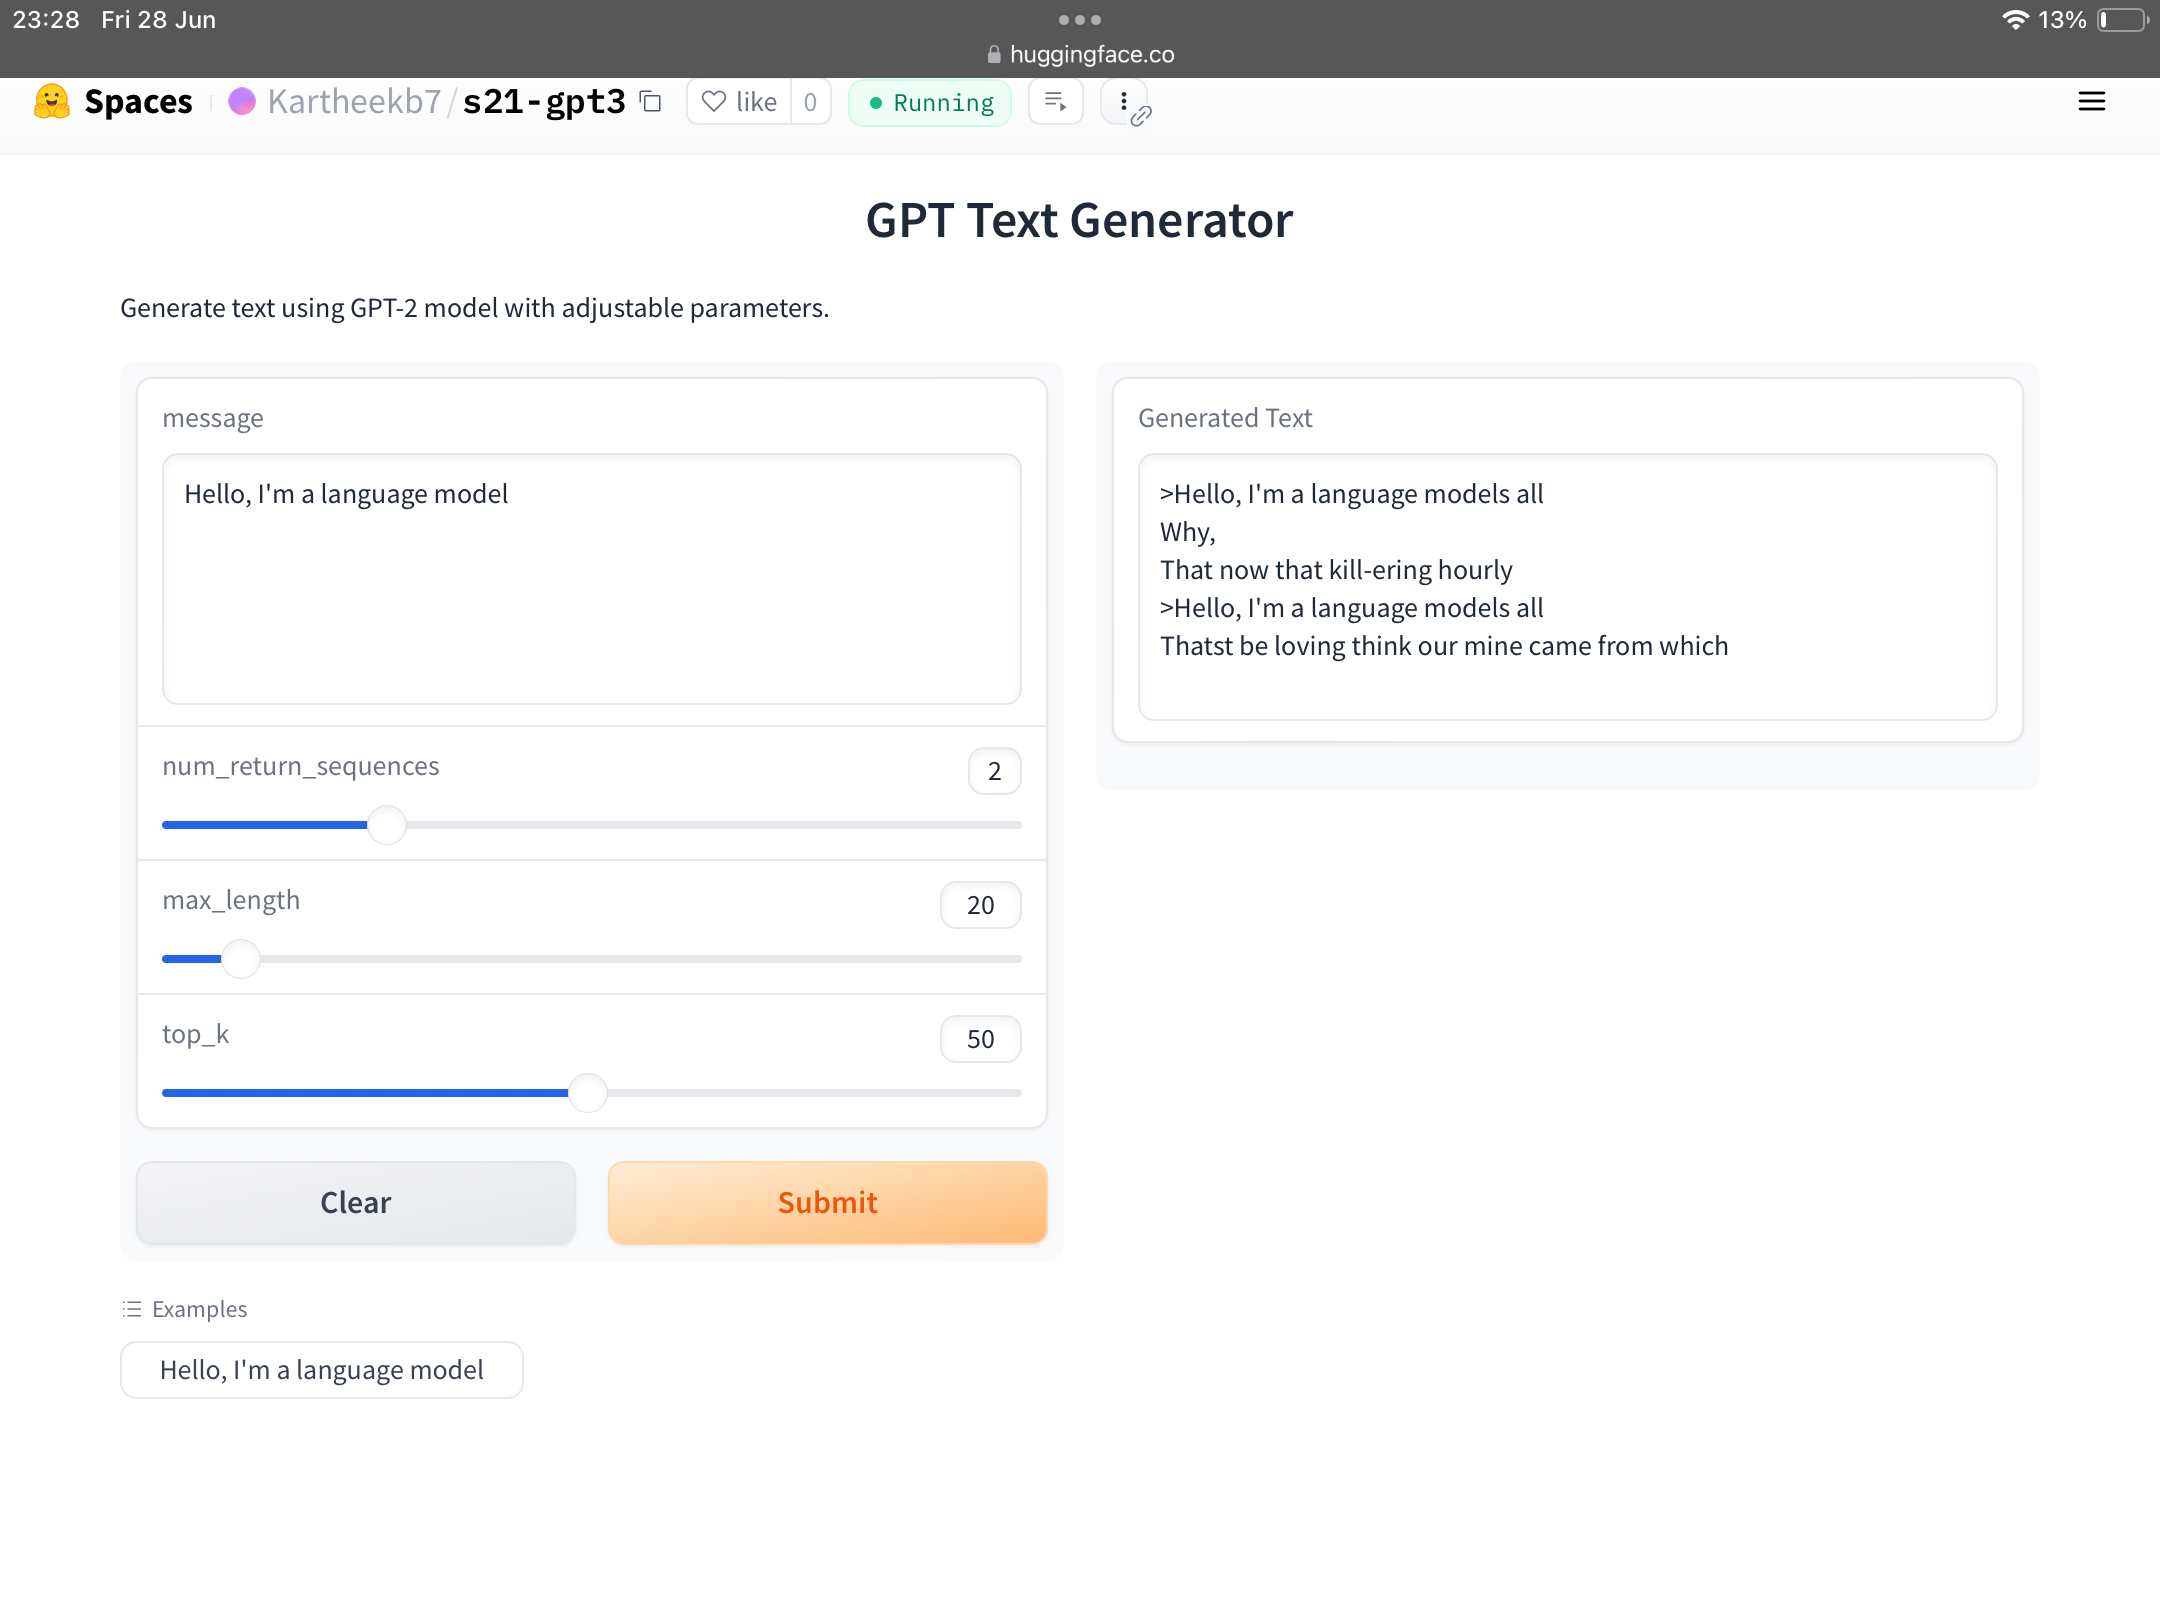 23:28 Fri 28 Jun
13%
huggingface.co
Spaces Kartheekb7/s21-gpt3 like 0 Running
GPT Text Generator
Generate text using GPT-2 model with adjustable parameters.
message
Hello, I'm a language model
num_return_sequences 2
max_length 20
top_k 50
Clear Submit
Generated Text
>Hello, I'm a language models all
Why,
That now that kill-ering hourly
>Hello, I'm a language models all
Thatst be loving think our mine came from which
Examples
Hello, I'm a language model